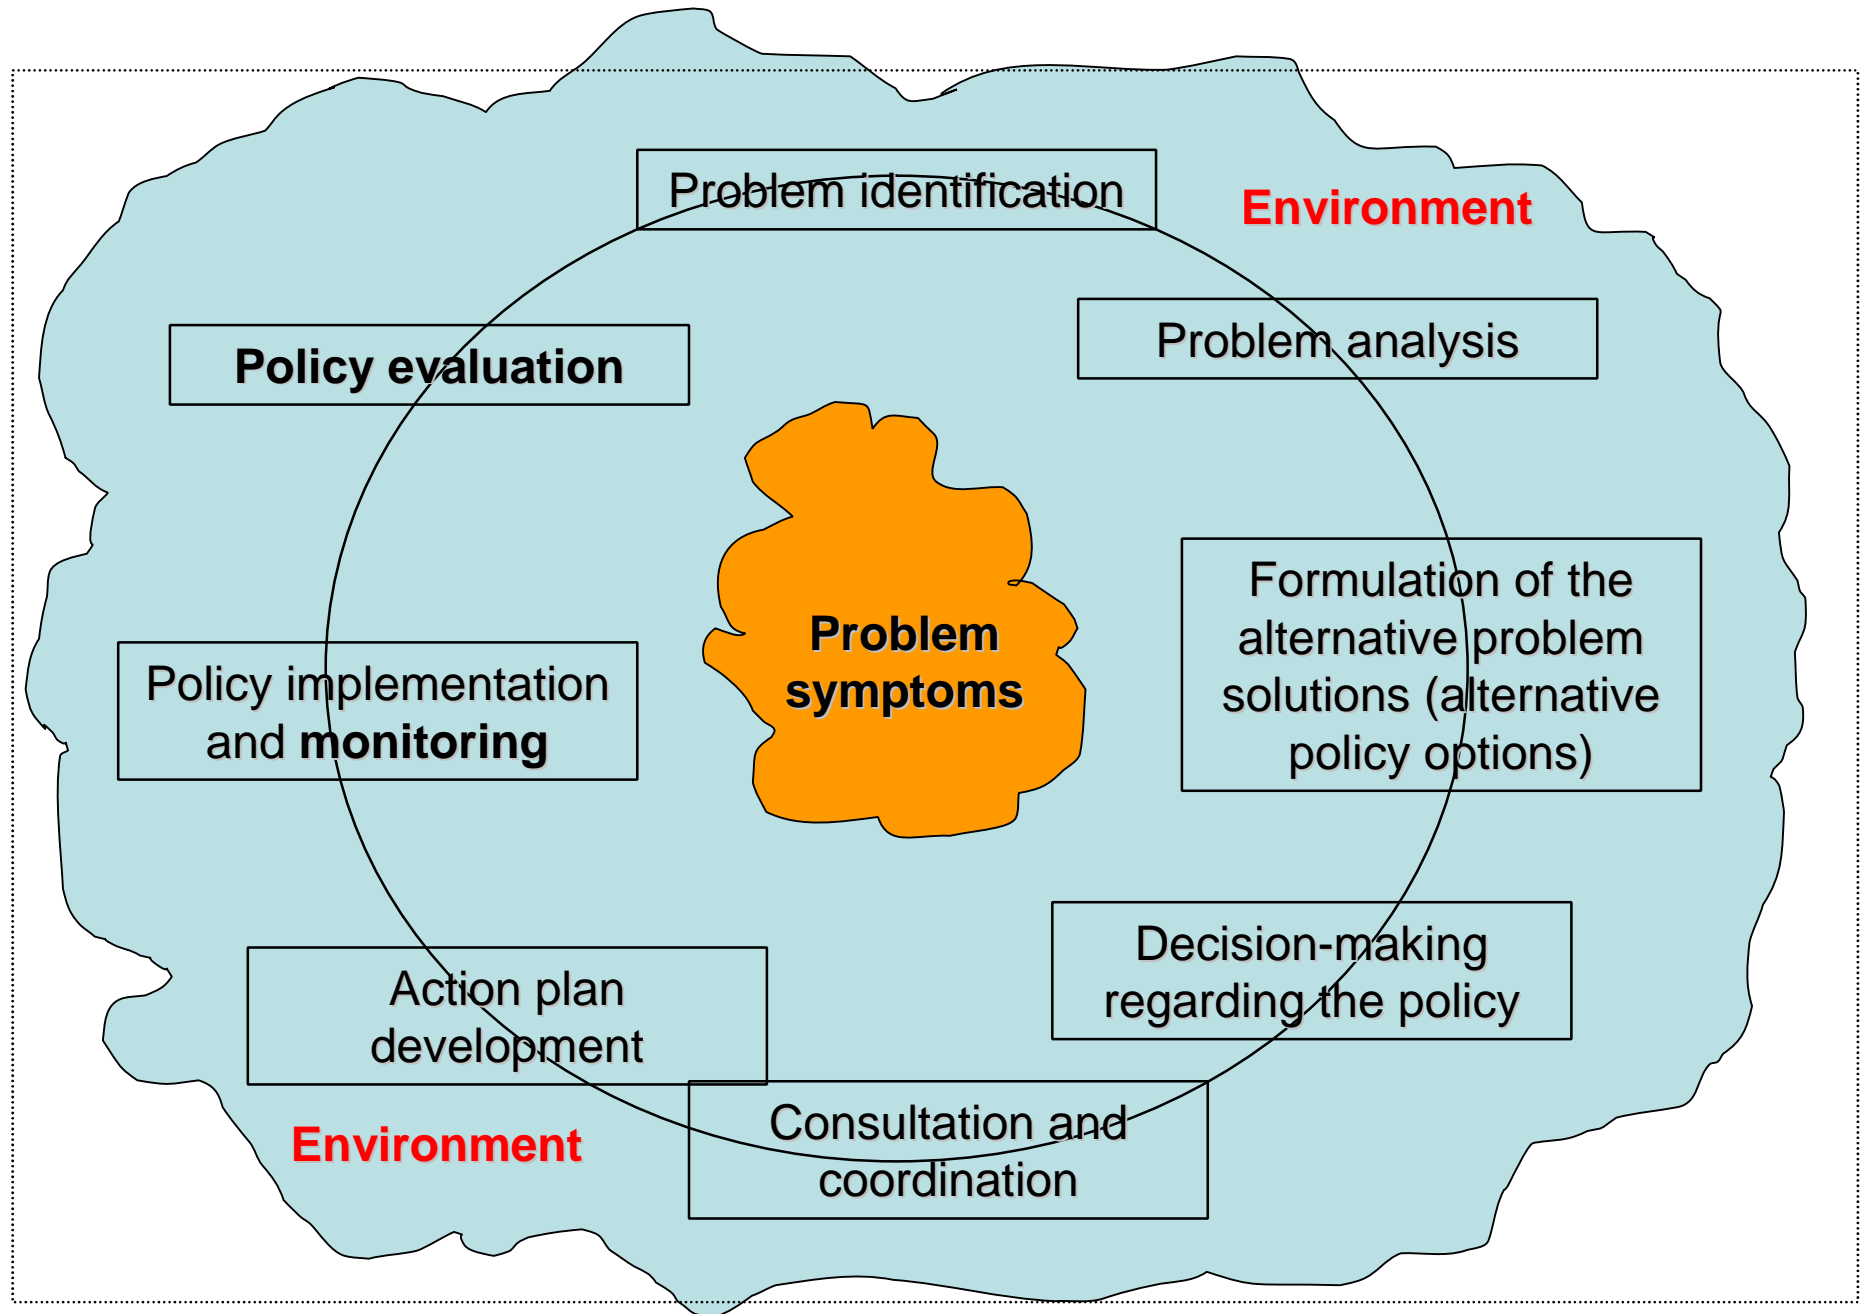 Problem identification
Environment
Problem analysis
Policy evaluation
Formulation of the
alternative problem
solutions (alternative
policy options)
Problem
symptoms
Policy implementation
and monitoring
Decision-making
regarding the policy
Action plan
development
Consultation and
coordination
Environment